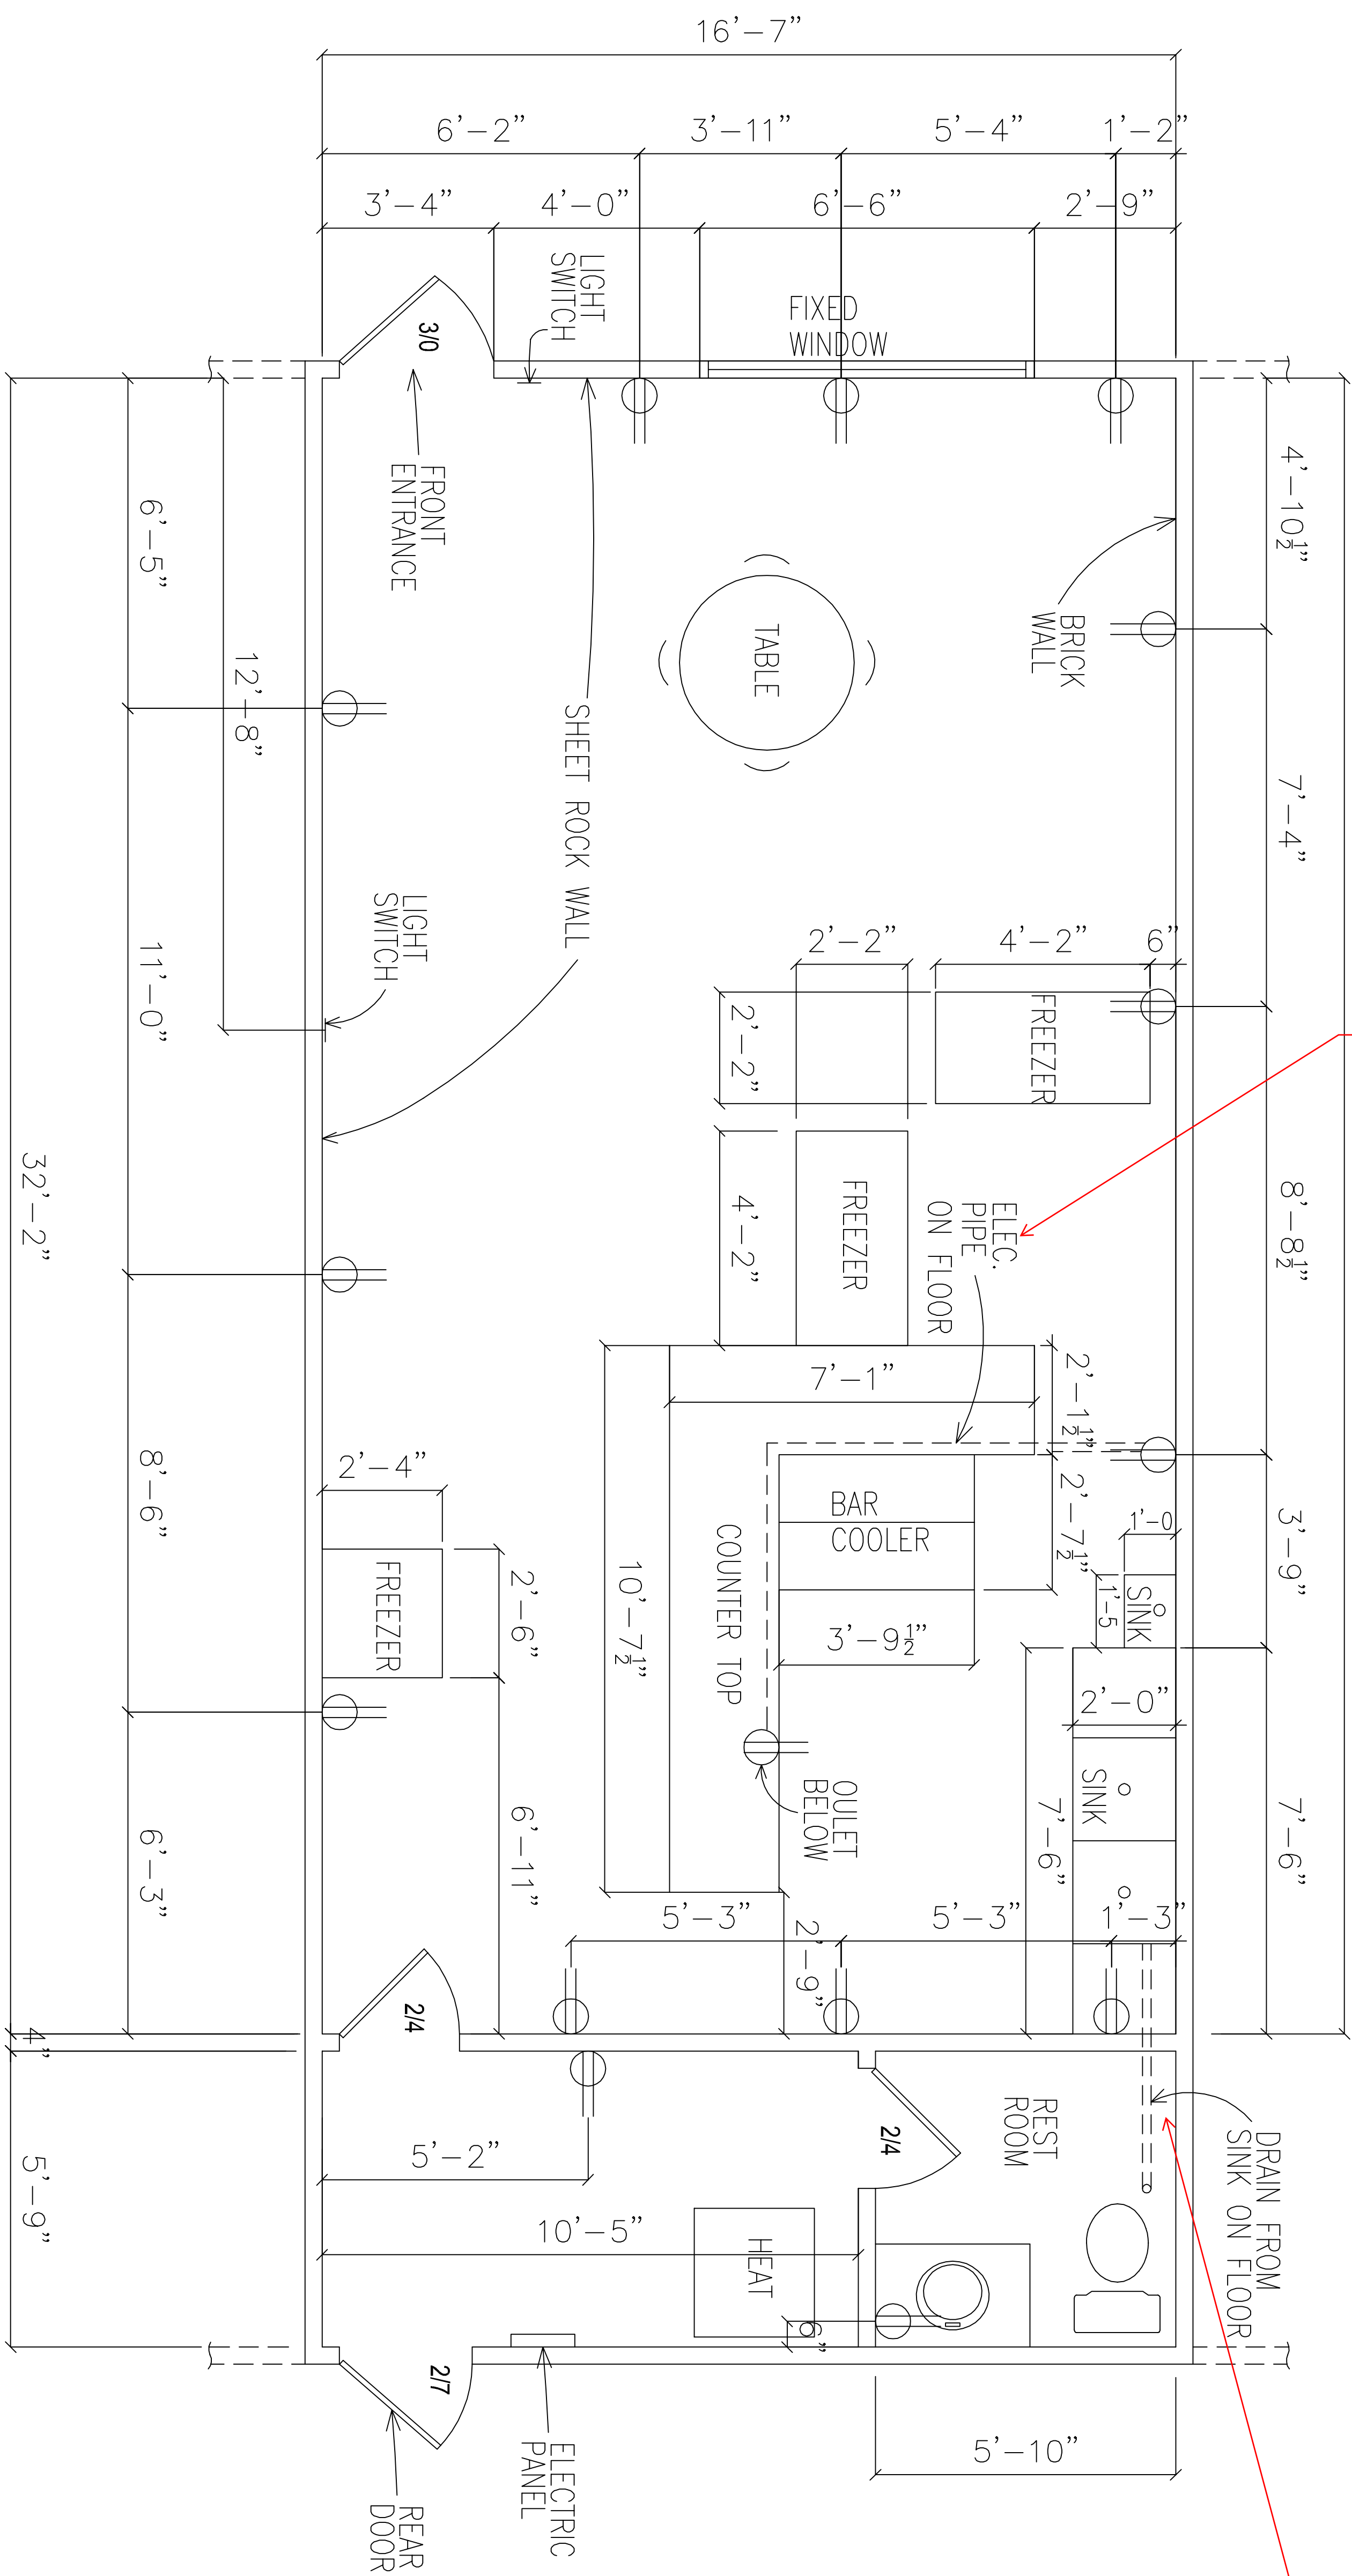 16'-7"
6'-2"
3'-11"
5'-4"
1'-2"
3'-4"
4'-0"
6'-6"
2'-9"
LIGHT
SWITCH
FIXED
WINDOW
3/0
FRONT
ENTRANCE
4'-10½"
6'-5"
12'-8"
BRICK
WALL
TABLE
SHEET ROCK WALL
7'-4"
LIGHT
SWITCH
11'-0"
2'-2"
4'-2"
6"
FREEZER
2'-2"
32'-2"
8'-8½"
ELEC.
PIPE
ON FLOOR
FREEZER
4'-2"
7'-1"
2'-1½"
2'-4"
8'-6"
BAR
COOLER
2'-7½"
1'-0
3'-9"
SINK
1'-5
COUNTER TOP
10'-7½"
FREEZER
2'-6"
3'-9½"
2'-0"
SINK
7'-6"
7'-6"
OULET
BELOW
6'-11"
6'-3"
5'-3"
2'-9"
5'-3"
1'-3"
2/4
4"
5'-9"
5'-2"
2/4
REST
ROOM
DRAIN FROM
SINK ON FLOOR
10'-5"
HEAT
6"
2/7
5'-10"
ELECTRIC
PANEL
REAR
DOOR